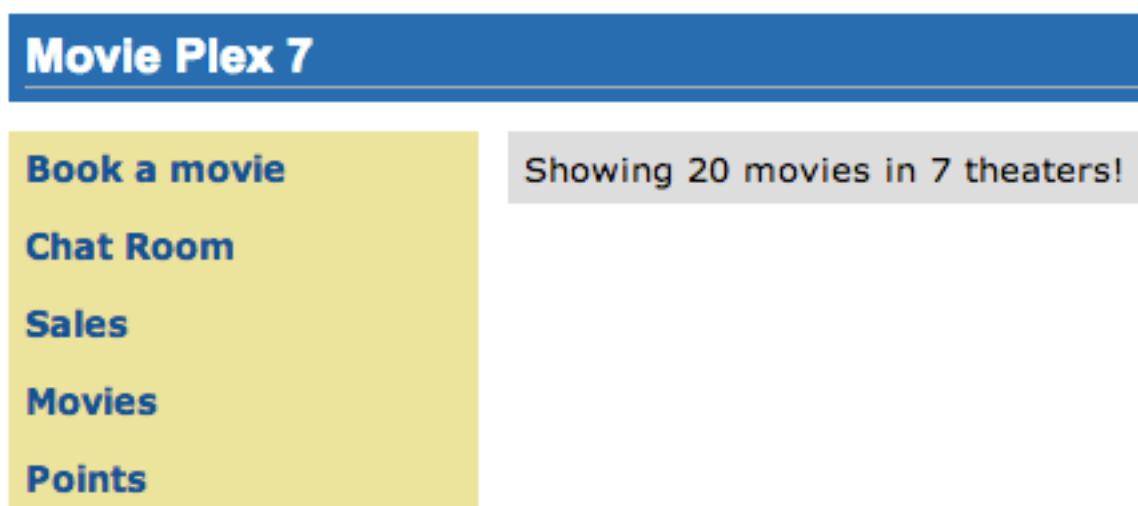 Movie Plex 7
Book a movie
Chat Room
Sales
Movies
Points
Showing 20 movies in 7 theaters!